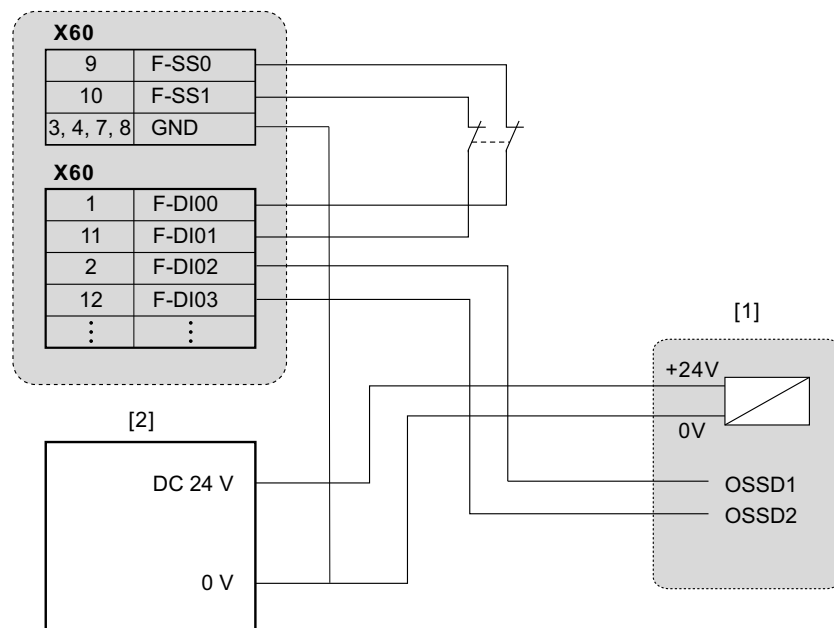 X60
9 F-SS0
10 F-SS1
3, 4, 7, 8 GND
X60
1 F-DI00
11 F-DI01
2 F-DI02
12 F-DI03
⋮ ⋮
[1]
+24V
0V
OSSD1
OSSD2
[2]
DC 24 V
0 V